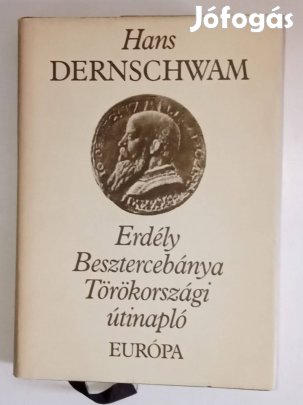 Jófogás
Hans
DERNSCHWAM
Erdély
Besztercebánya
Törökországi
útinapló
EURÓPA